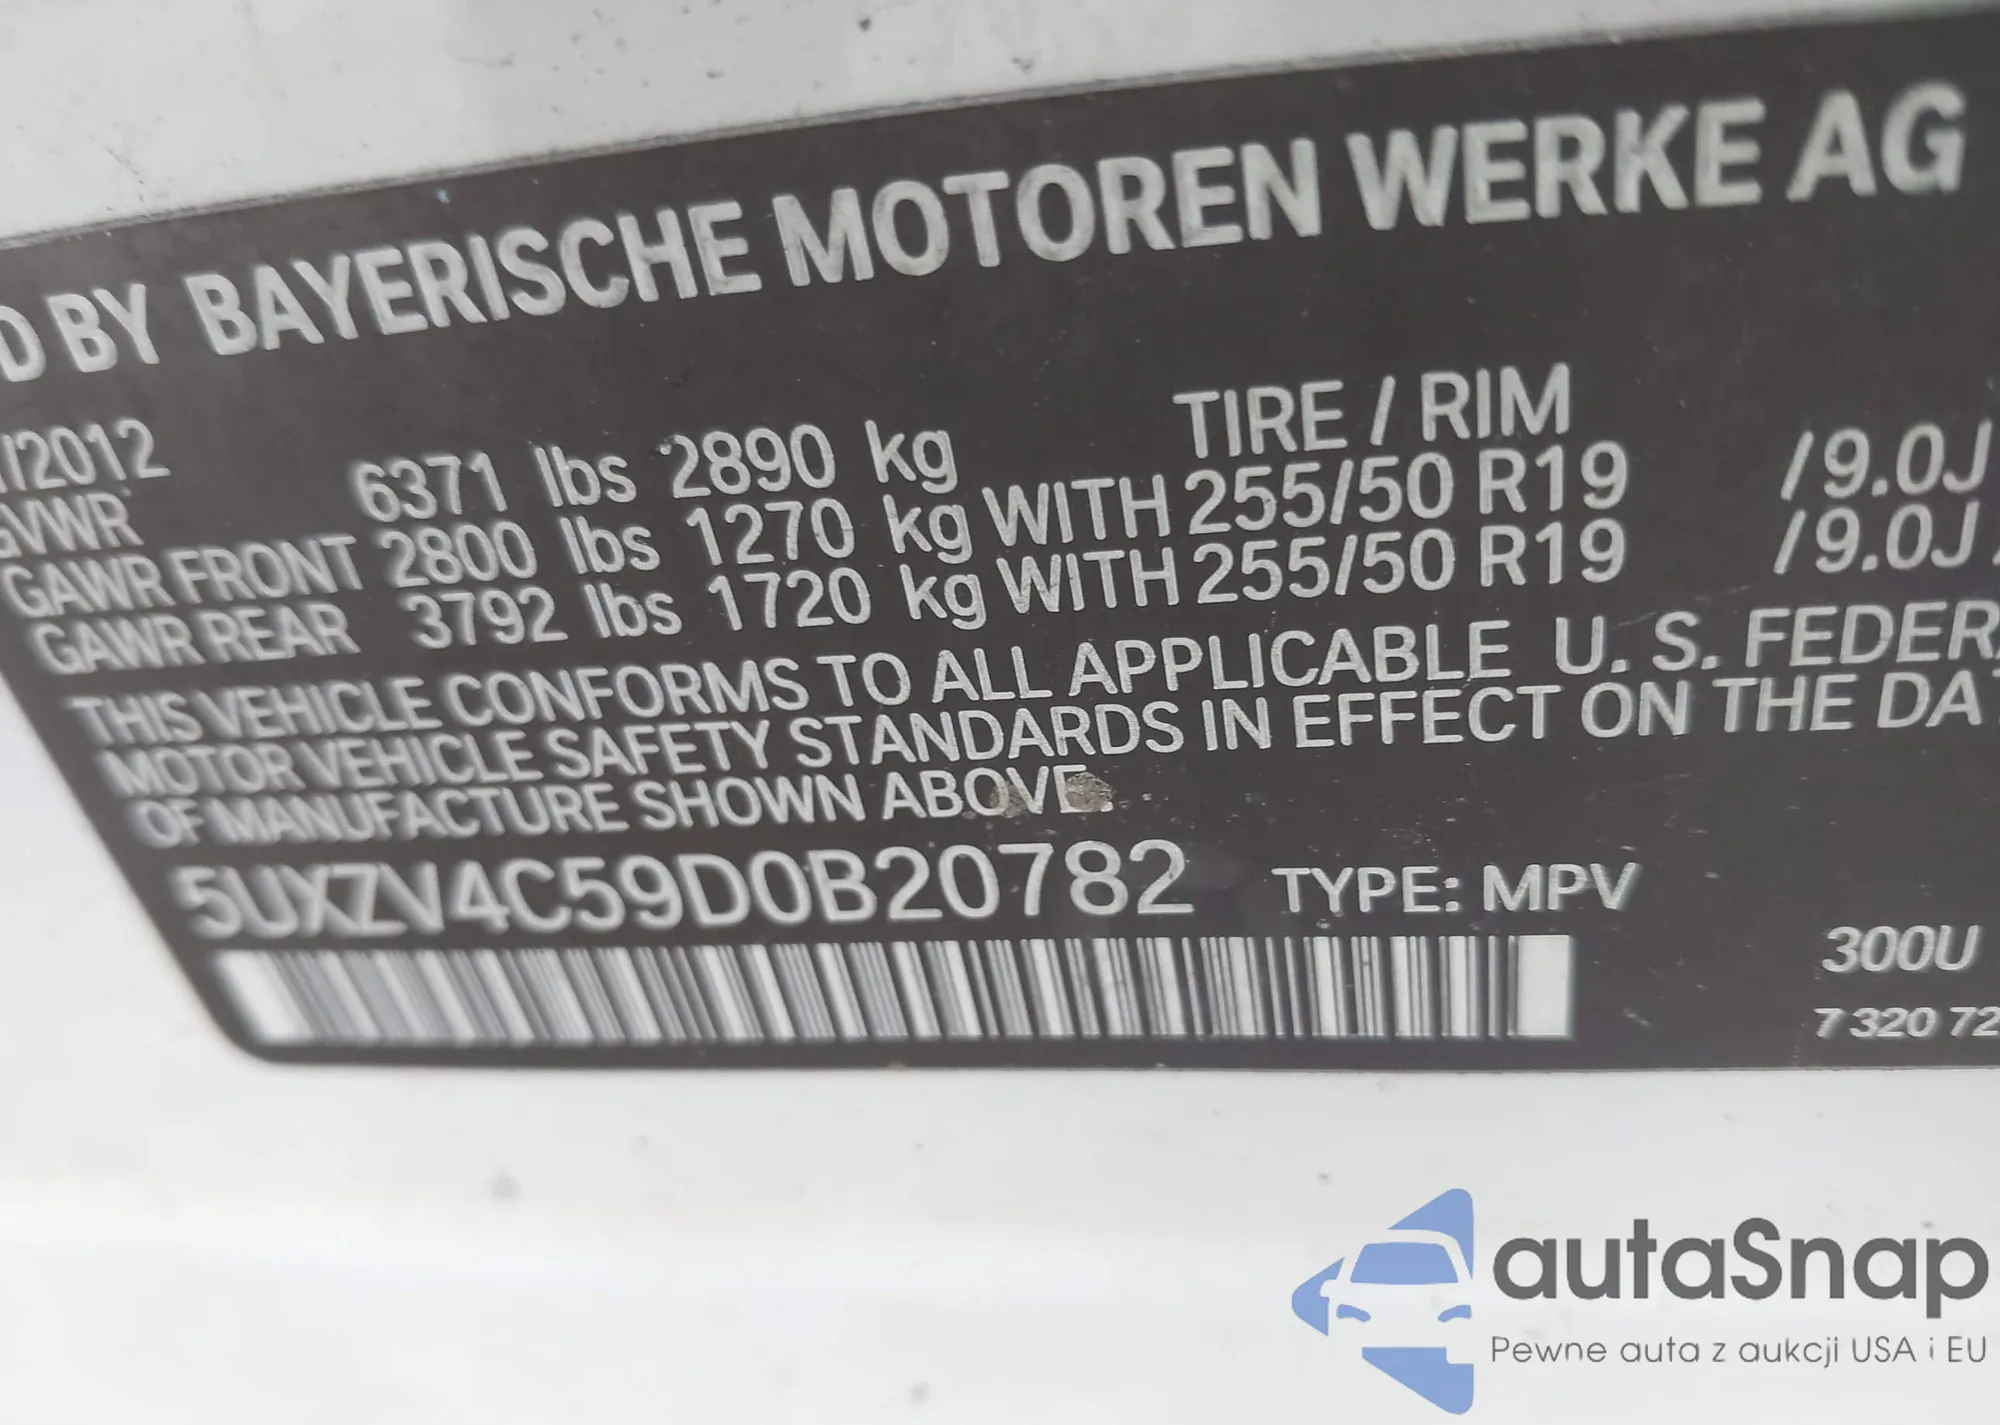 D BY BAYERISCHE MOTOREN WERKE AG
/2012 TIRE / RIM
GVWR 6371 lbs 2890 kg
GAWR FRONT 2800 lbs 1270 kg WITH 255/50 R19 /9.0J
GAWR REAR 3792 lbs 1720 kg WITH 255/50 R19 /9.0J
THIS VEHICLE CONFORMS TO ALL APPLICABLE U. S. FEDERA
MOTOR VEHICLE SAFETY STANDARDS IN EFFECT ON THE DAT
OF MANUFACTURE SHOWN ABOVE.
5UXZV4C59D0B20782 TYPE: MPV
300U
7 320 72
autaSnap
Pewne auta z aukcji USA i EU